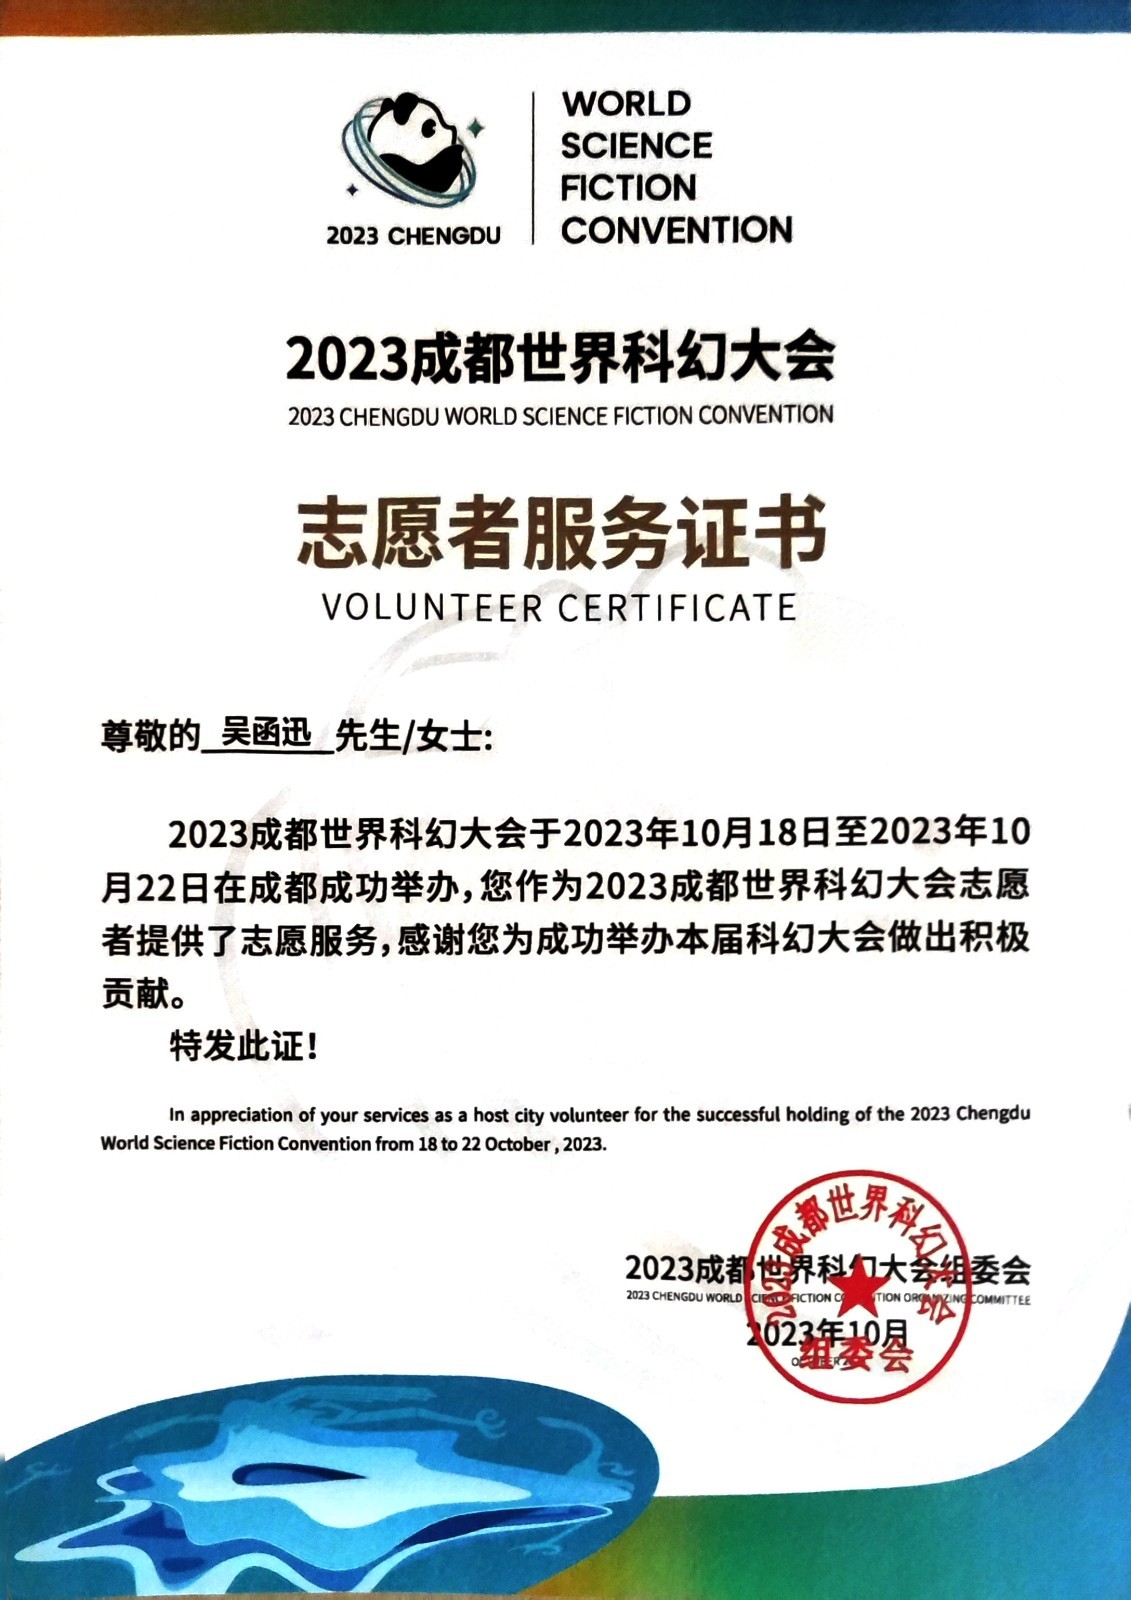 2023 CHENGDU
WORLD
SCIENCE
FICTION
CONVENTION
2023成都世界科幻大会
2023 CHENGDU WORLD SCIENCE FICTION CONVENTION
志愿者服务证书
VOLUNTEER CERTIFICATE
尊敬的 吴函迅 先生/女士:
2023成都世界科幻大会于2023年10月18日至2023年10
月22日在成都成功举办,您作为2023成都世界科幻大会志愿
者提供了志愿服务,感谢您为成功举办本届科幻大会做出积极
贡献。
特发此证!
In appreciation of your services as a host city volunteer for the successful holding of the 2023 Chengdu
World Science Fiction Convention from 18 to 22 October , 2023.
2023成都世界科幻大会组委会
2023 CHENGDU WORLD SCIENCE FICTION CONVENTION ORGANIZING COMMITTEE
2023年10月
2023成都世界科幻大会
组委会